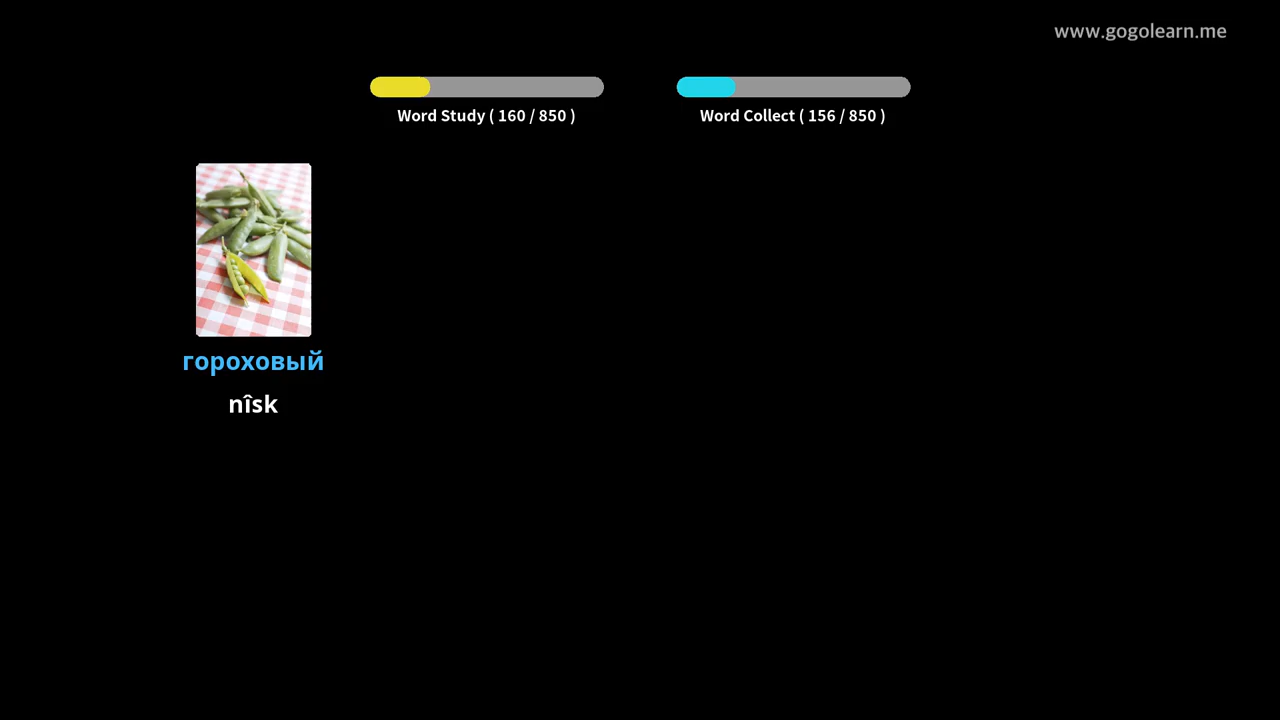 www.gogolearn.me
Word Study ( 160 / 850 )
Word Collect ( 156 / 850 )
гороховый
nîsk